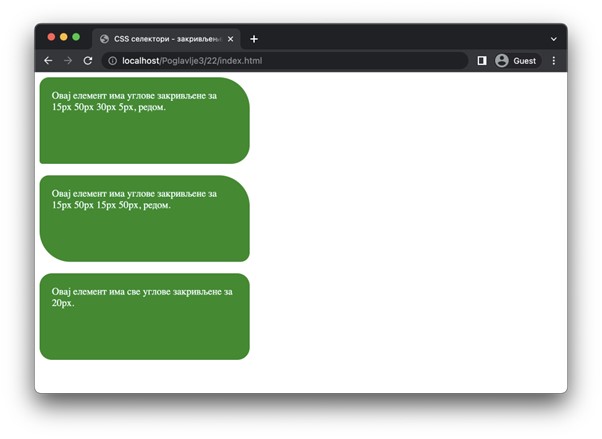 CSS селектори - закривљењ
localhost/Poglavlje3/22/index.html
Guest
Овај елемент има углове закривљене за
15px 50px 30px 5px, редом.
Овај елемент има углове закривљене за
15px 50px 15px 50px, редом.
Овај елемент има све углове закривљене за
20px.